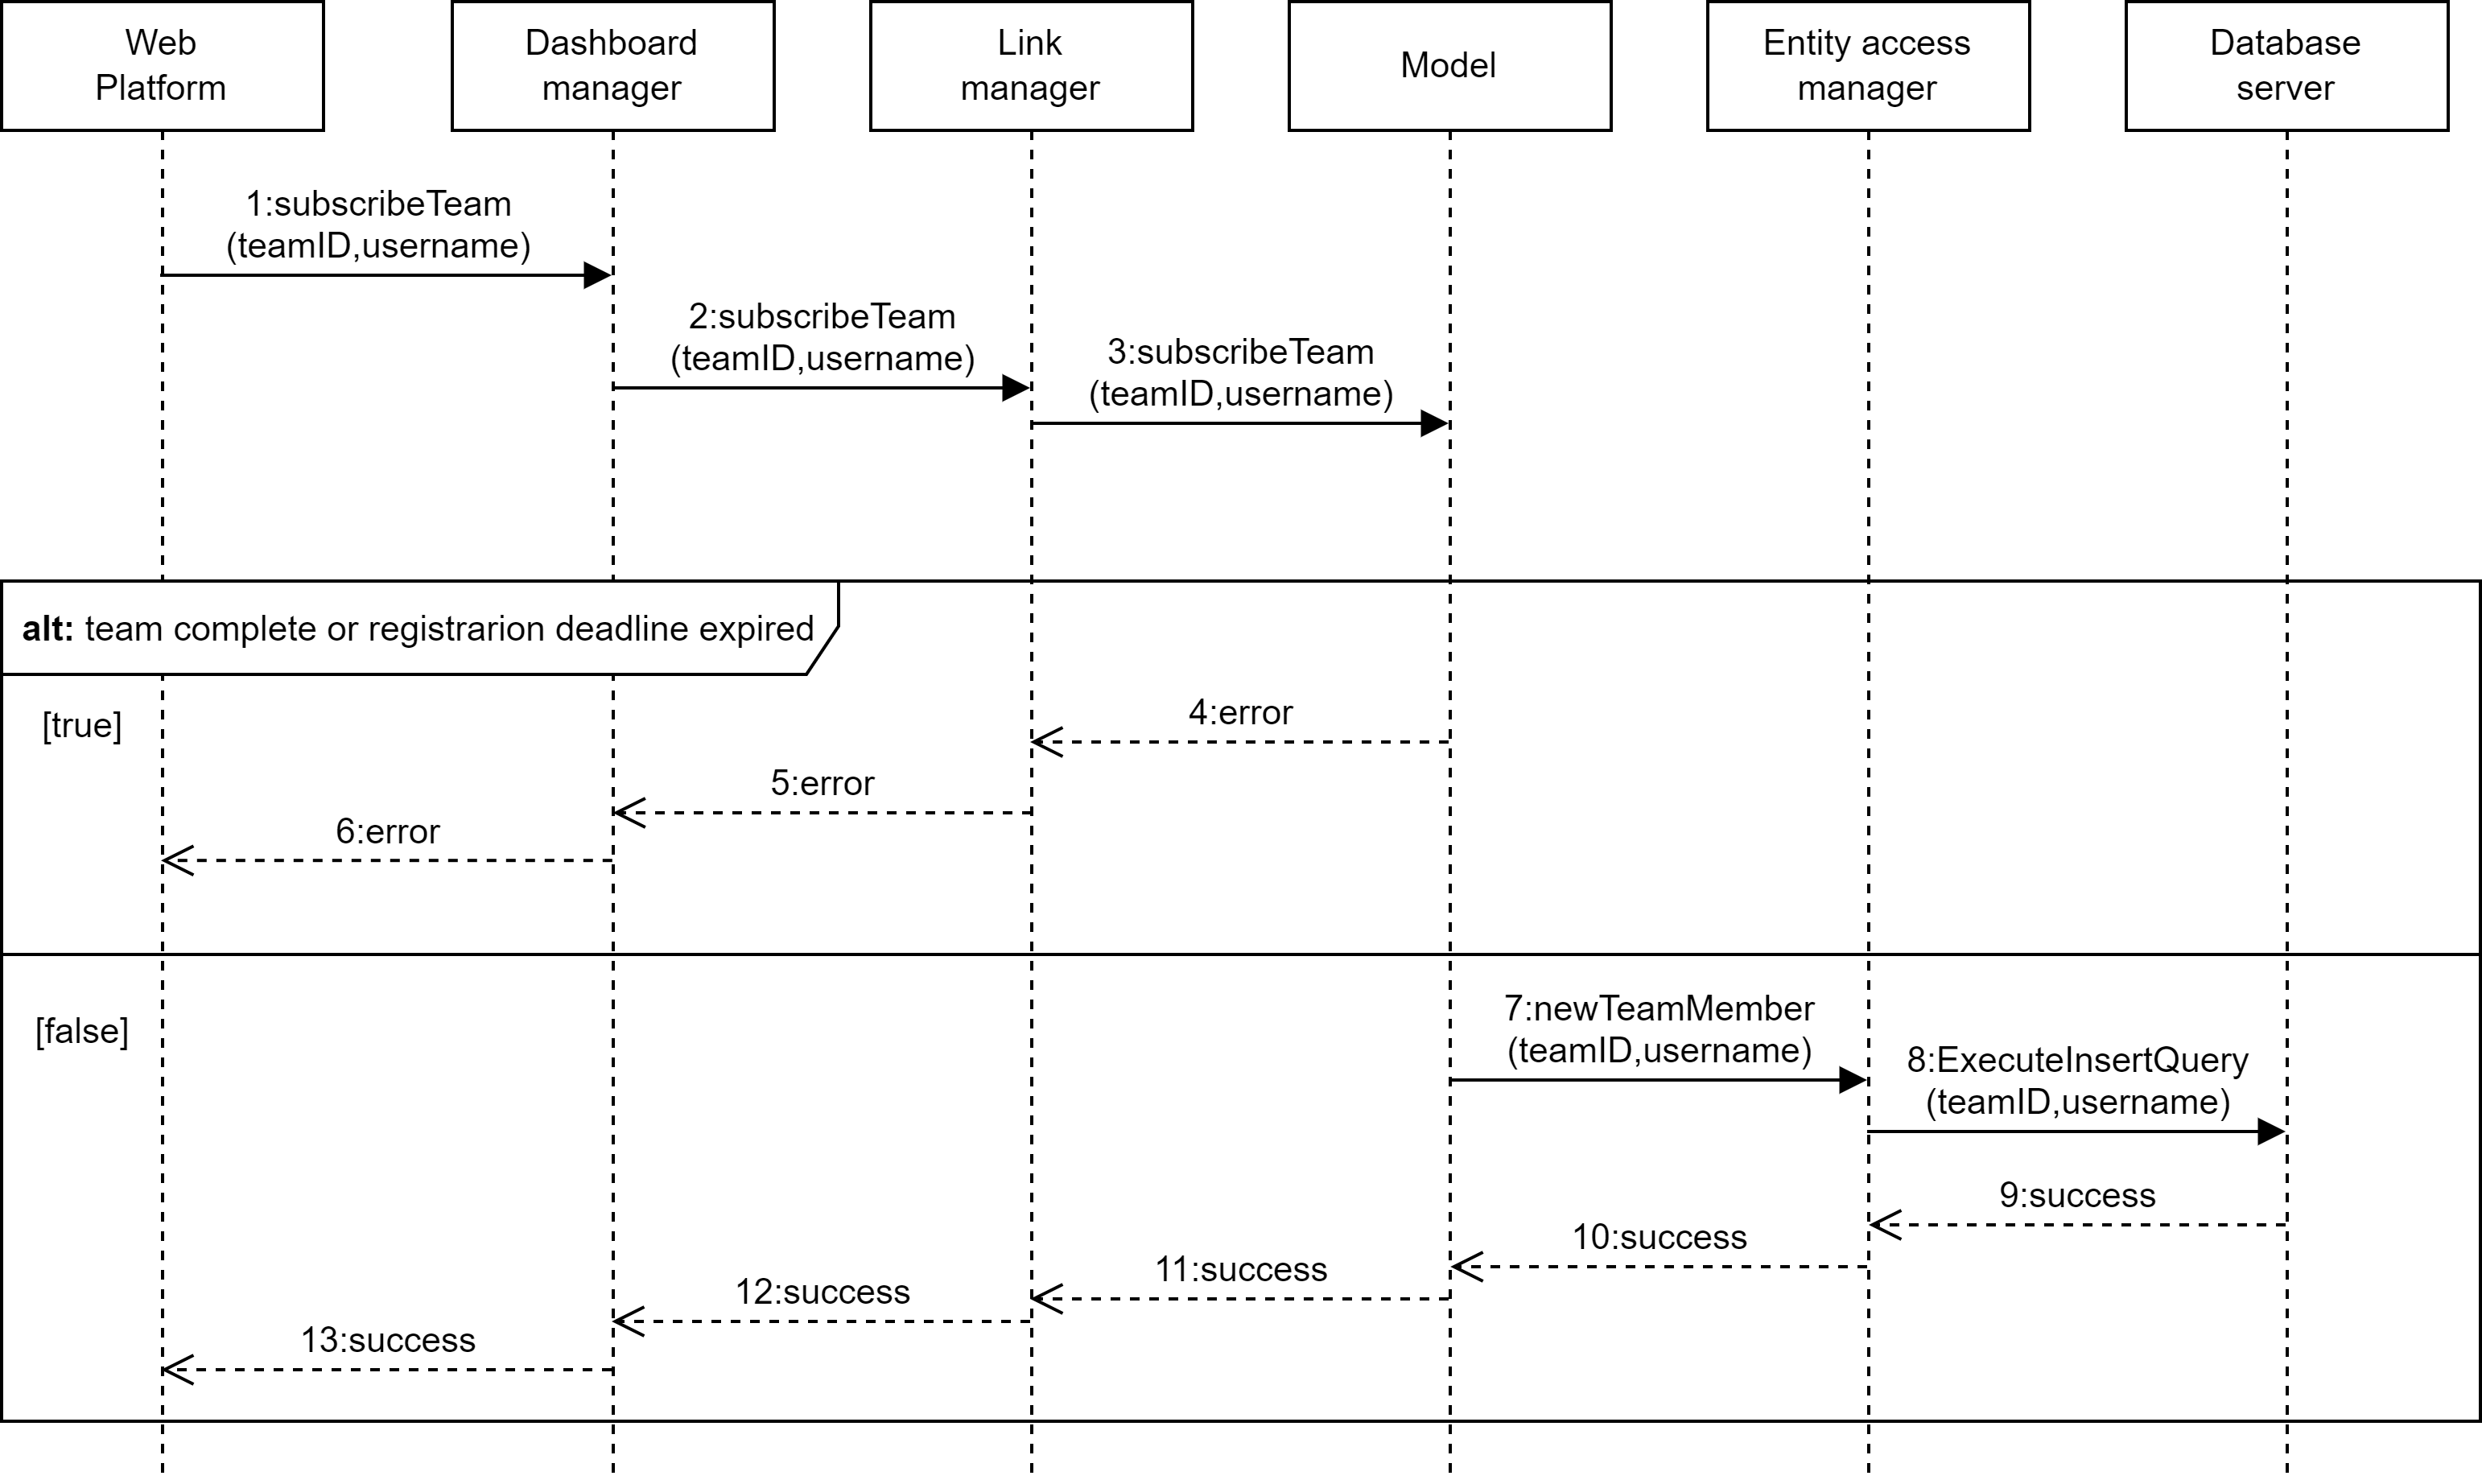 Web
Platform
Dashboard
manager
Link
manager
Model
Entity access
manager
Database
server
1:subscribeTeam
(teamID,username)
2:subscribeTeam
(teamID,username)
3:subscribeTeam
(teamID,username)
alt: team complete or registrarion deadline expired
[true]
4:error
5:error
6:error
[false]
7:newTeamMember
(teamID,username)
8:ExecuteInsertQuery
(teamID,username)
9:success
10:success
11:success
12:success
13:success